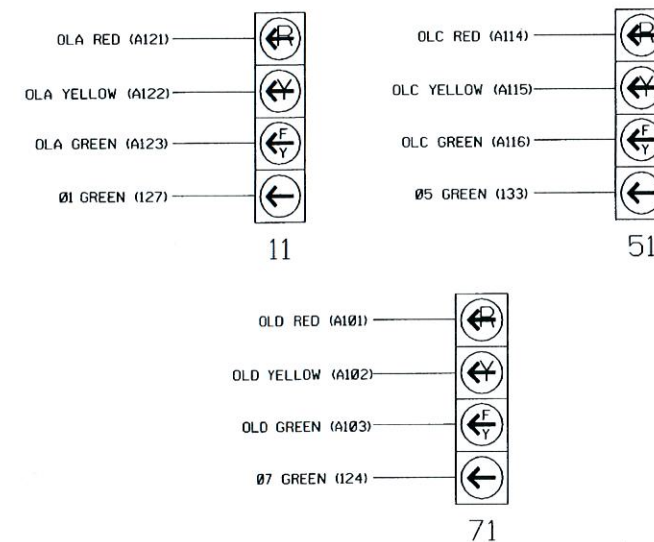 OLA RED (A121)
R
OLA YELLOW (A122)
Y
OLA GREEN (A123)
F
Y
Ø1 GREEN (127)
11
OLC RED (A114)
R
OLC YELLOW (A115)
Y
OLC GREEN (A116)
F
Y
Ø5 GREEN (133)
51
OLD RED (A1Ø1)
R
OLD YELLOW (A1Ø2)
Y
OLD GREEN (A1Ø3)
F
Y
Ø7 GREEN (124)
71